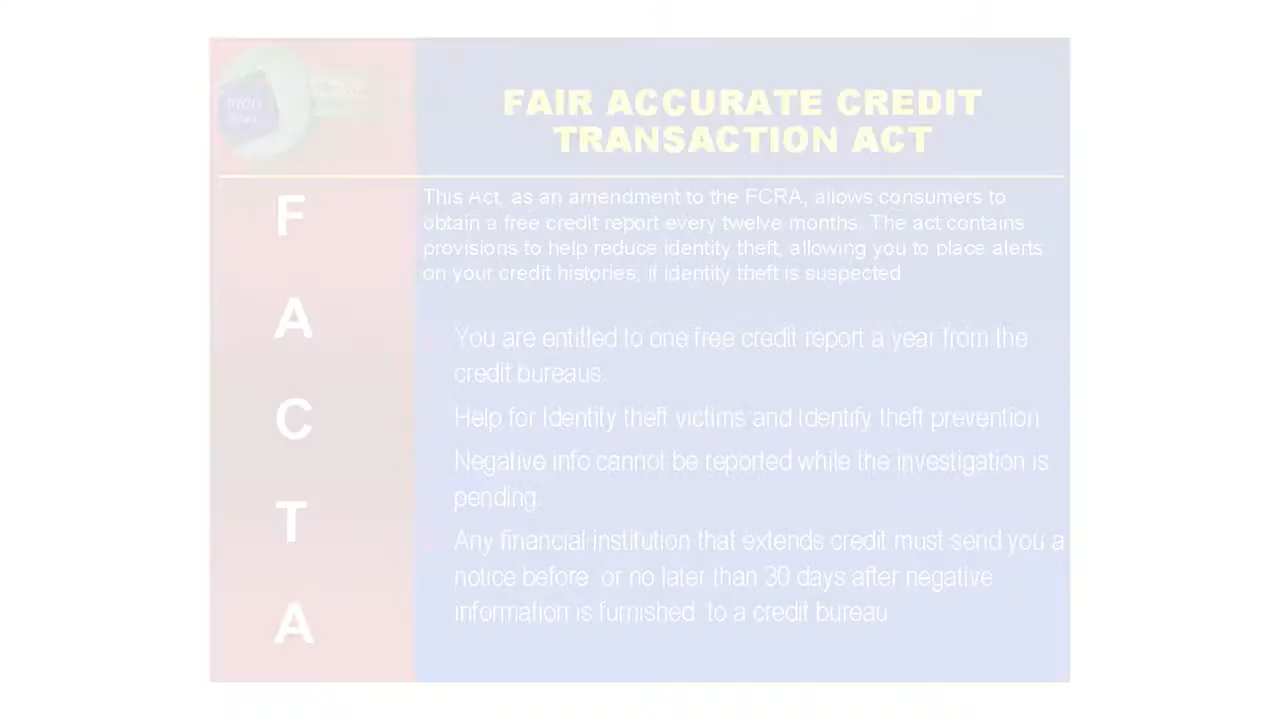 FAIR ACCURATE CREDIT
TRANSACTION ACT
F
A
C
T
A
This Act, as an amendment to the FCRA, allows consumers to
obtain a free credit report every twelve months. The act contains
provisions to help reduce identity theft, allowing you to place alerts
on your credit histories, if identity theft is suspected
You are entitled to one free credit report a year from the
credit bureaus.
Help for Identity theft victims and Identify theft prevention
Negative info cannot be reported while the investigation is
pending.
Any financial institution that extends credit must send you a
notice before or no later than 30 days after negative
information is furnished to a credit bureau